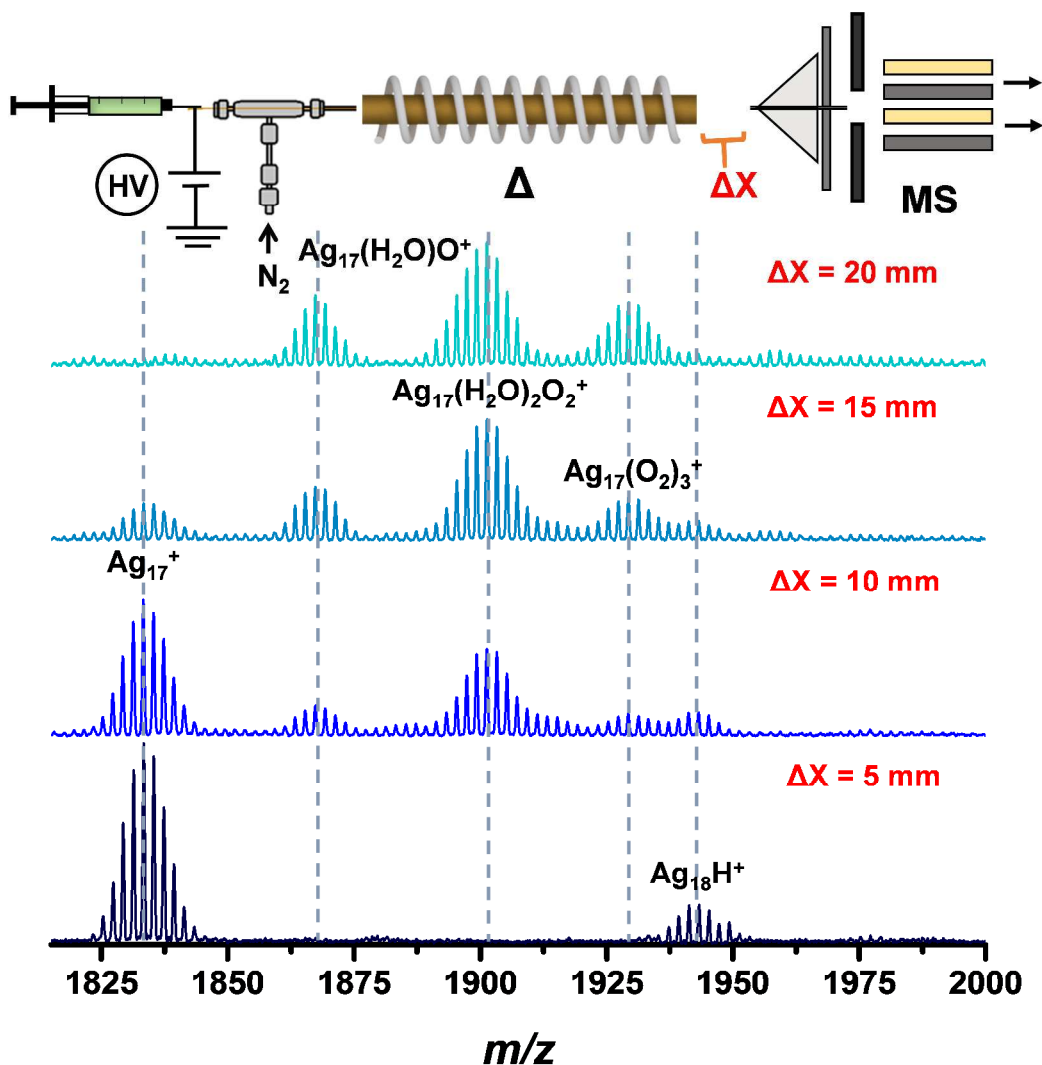 HV
N₂
Δ
ΔX
MS
Ag₁₇(H₂O)O⁺
ΔX = 20 mm
Ag₁₇(H₂O)₂O₂⁺
ΔX = 15 mm
Ag₁₇(O₂)₃⁺
Ag₁₇⁺
ΔX = 10 mm
ΔX = 5 mm
Ag₁₈H⁺
1825 1850 1875 1900 1925 1950 1975 2000
m/z